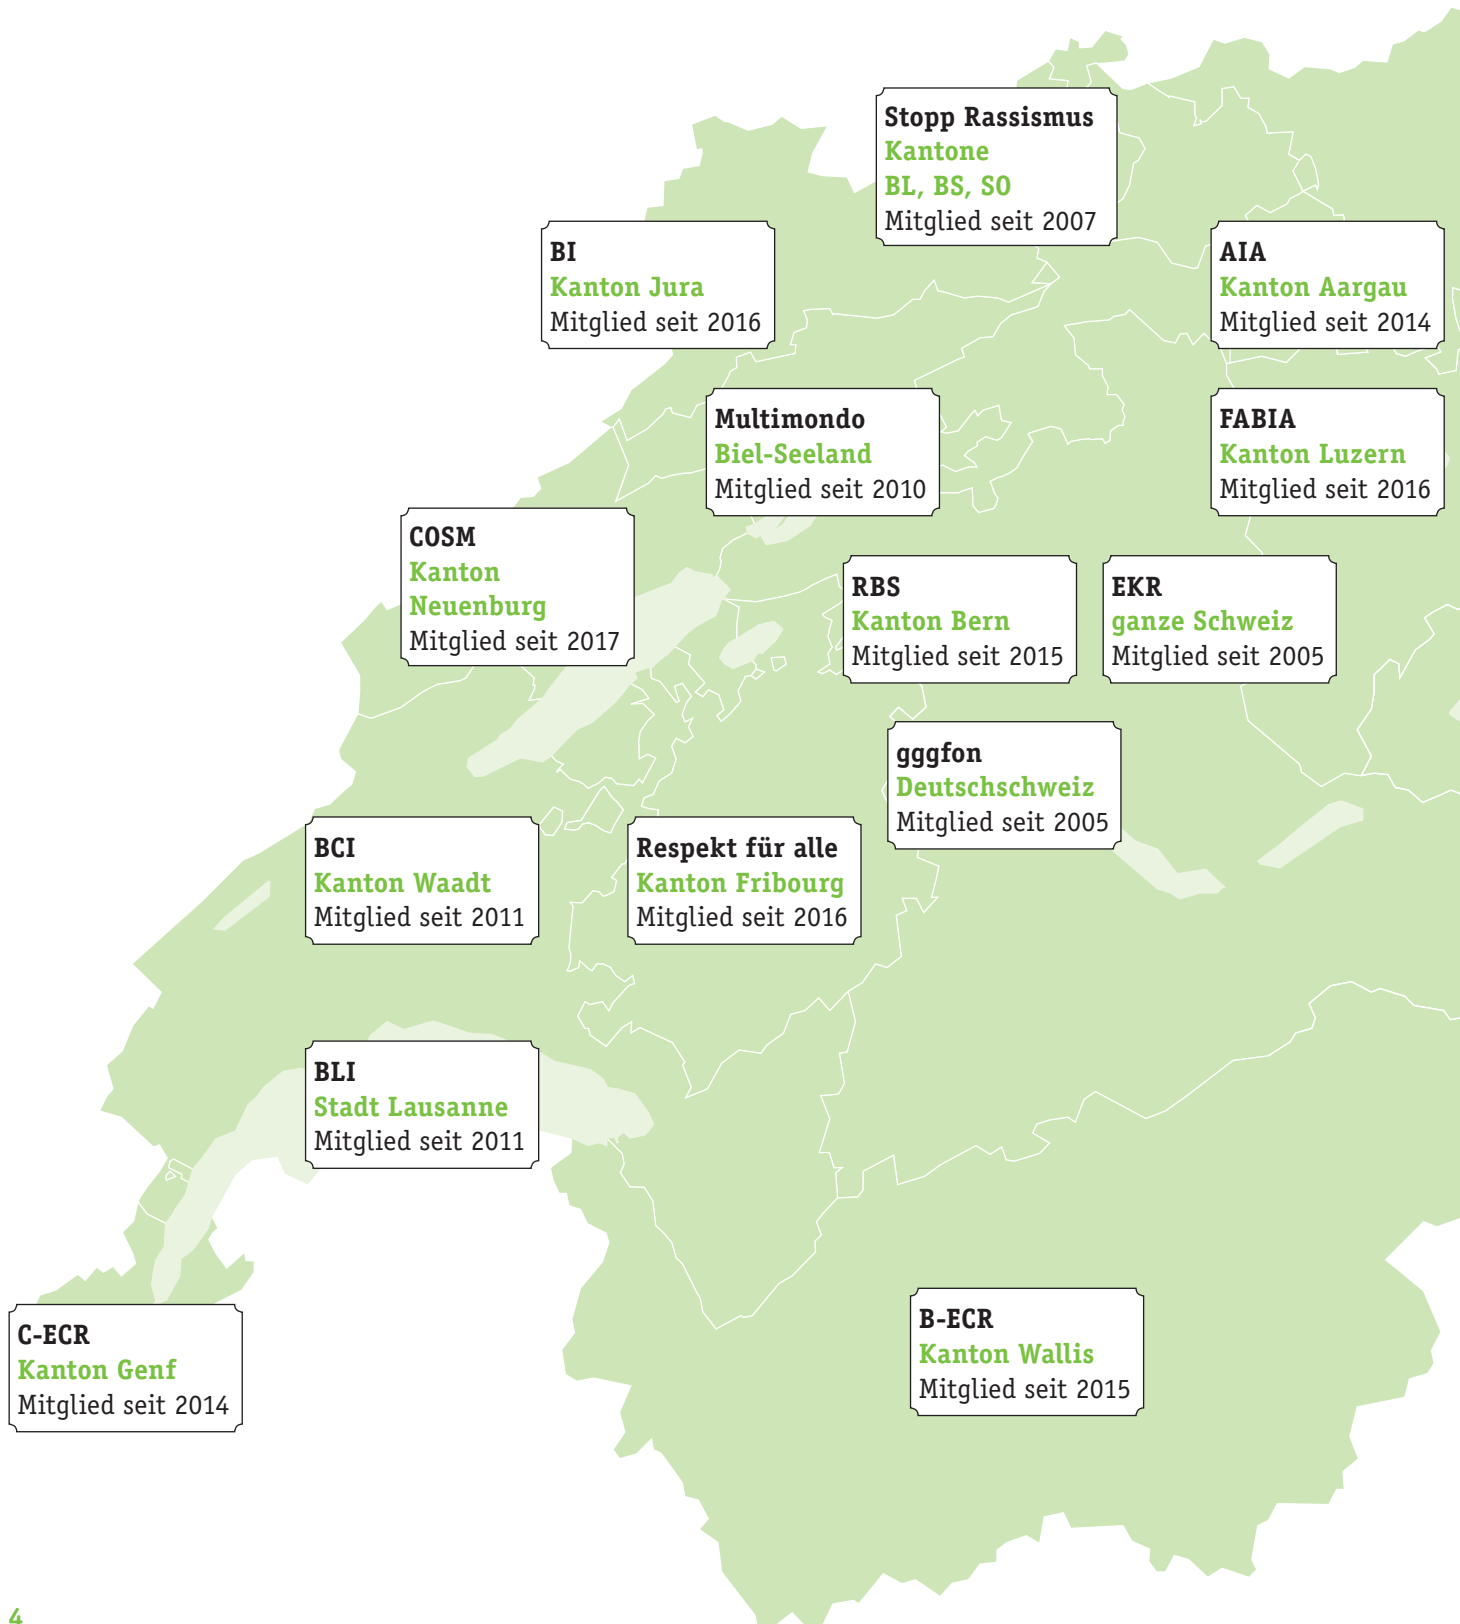 Stopp Rassismus
Kantone
BL, BS, SO
Mitglied seit 2007
BI
Kanton Jura
Mitglied seit 2016
AIA
Kanton Aargau
Mitglied seit 2014
Multimondo
Biel-Seeland
Mitglied seit 2010
FABIA
Kanton Luzern
Mitglied seit 2016
COSM
Kanton
Neuenburg
Mitglied seit 2017
RBS
Kanton Bern
Mitglied seit 2015
EKR
ganze Schweiz
Mitglied seit 2005
gggfon
Deutschschweiz
Mitglied seit 2005
BCI
Kanton Waadt
Mitglied seit 2011
Respekt für alle
Kanton Fribourg
Mitglied seit 2016
BLI
Stadt Lausanne
Mitglied seit 2011
C-ECR
Kanton Genf
Mitglied seit 2014
B-ECR
Kanton Wallis
Mitglied seit 2015
4